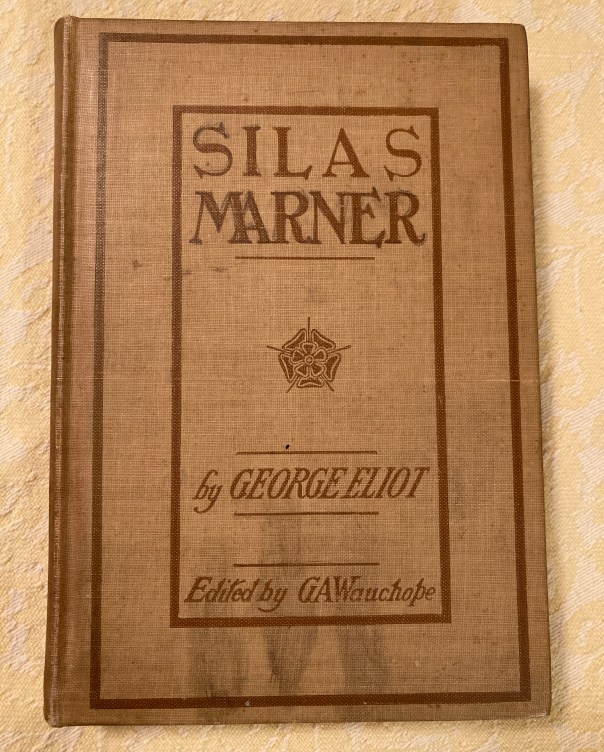 SILAS
MARNER
by GEORGE ELIOT
Edited by G A Wauchope